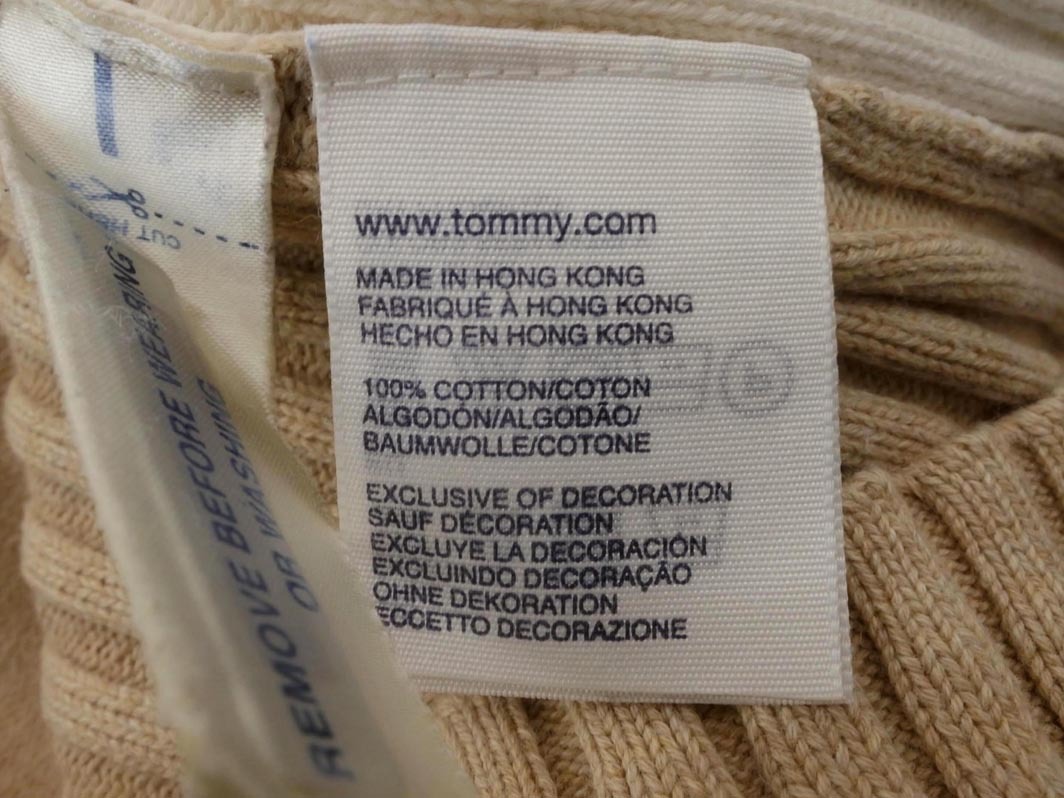 www.tommy.com
MADE IN HONG KONG
FABRIQUÉ À HONG KONG
HECHO EN HONG KONG
100% COTTON/COTON
ALGODÓN/ALGODÃO/
BAUMWOLLE/COTONE
EXCLUSIVE OF DECORATION
SAUF DÉCORATION
EXCLUYE LA DECORACIÓN
EXCLUINDO DECORAÇÃO
OHNE DEKORATION
ECCETTO DECORAZIONE
CUT
REMOVE BEFORE WEARING
OR WASHING